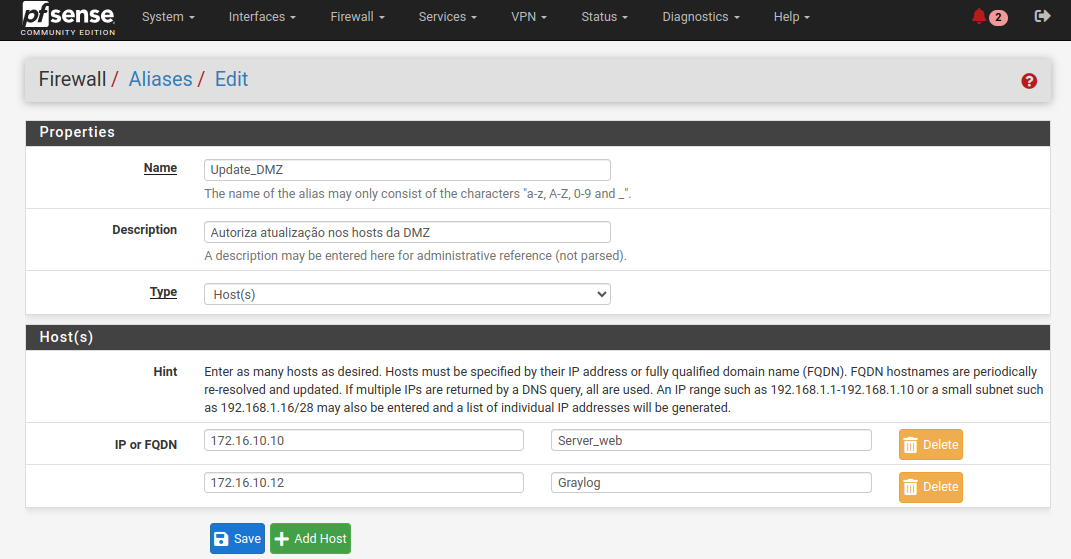 pfsense
COMMUNITY EDITION
System Interfaces Firewall Services VPN Status Diagnostics Help 2
Firewall / Aliases / Edit
Properties
Name Update_DMZ
The name of the alias may only consist of the characters "a-z, A-Z, 0-9 and _".
Description Autoriza atualização nos hosts da DMZ
A description may be entered here for administrative reference (not parsed).
Type Host(s)
Host(s)
Hint Enter as many hosts as desired. Hosts must be specified by their IP address or fully qualified domain name (FQDN). FQDN hostnames are periodically
re-resolved and updated. If multiple IPs are returned by a DNS query, all are used. An IP range such as 192.168.1.1-192.168.1.10 or a small subnet such
as 192.168.1.16/28 may also be entered and a list of individual IP addresses will be generated.
IP or FQDN 172.16.10.10 Server_web Delete
172.16.10.12 Graylog Delete
Save Add Host